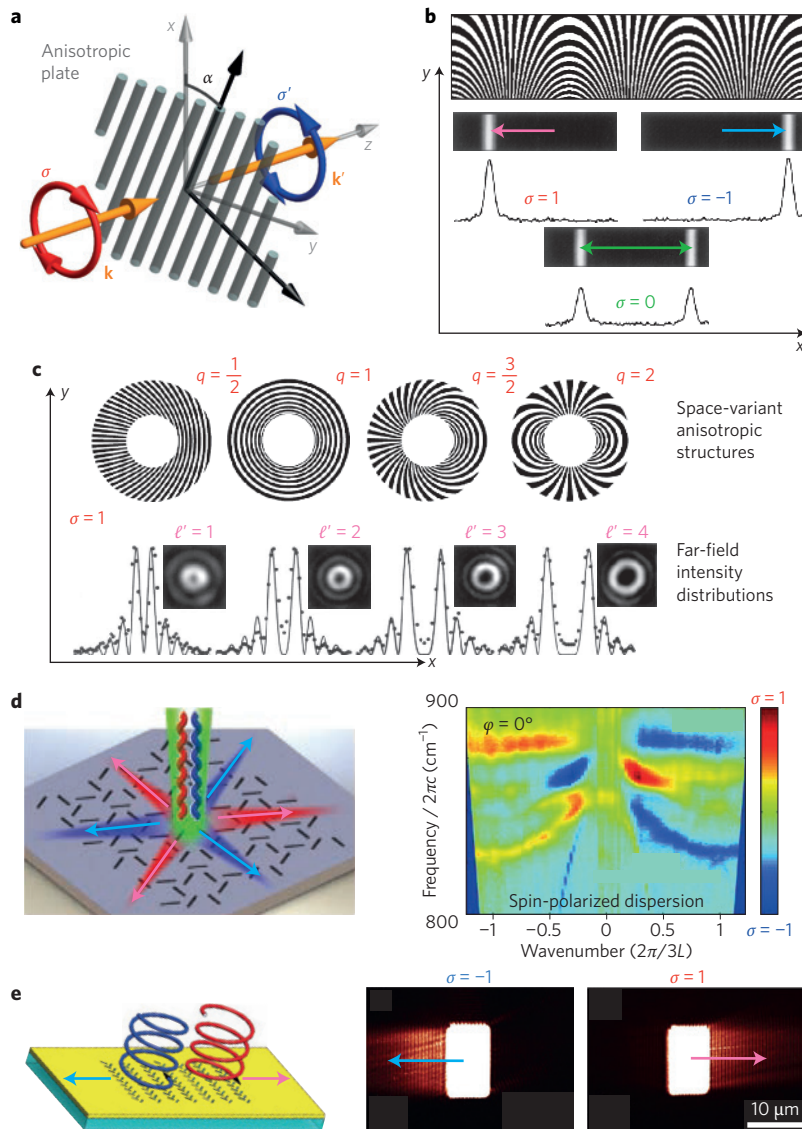 a
Anisotropic
plate
x
α
σ′
z
k′
y
σ
k
b
y
σ = 1
σ = −1
σ = 0
x
c
y
q = 1/2
q = 1
q = 3/2
q = 2
Space-variant
anisotropic
structures
σ = 1
ℓ′ = 1
ℓ′ = 2
ℓ′ = 3
ℓ′ = 4
Far-field
intensity
distributions
x
d
900
φ = 0°
σ = 1
Frequency / 2πc (cm⁻¹)
Spin-polarized dispersion
800
−1
−0.5
0
0.5
1
σ = −1
Wavenumber (2π/3L)
e
σ = −1
σ = 1
10 μm